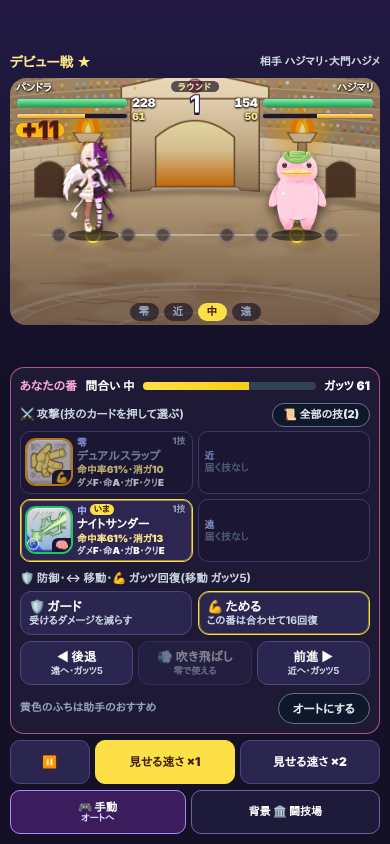 デビュー戦 ★
相手 ハジマリ・大門ハジメ
パンドラ
ラウンド
ハジマリ
228
1
154
61
50
+11
零
近
中
遠
あなたの番 間合い 中
ガッツ 61
⚔️ 攻撃(技のカードを押して選ぶ)
📜 全部の技(2)
零
1技
デュアルスラップ
命中率61%・消ガ10
ダメF・命A・ガF・クリE
近
届く技なし
中 いま
1技
ナイトサンダー
命中率61%・消ガ13
ダメF・命A・ガB・クリE
遠
届く技なし
🛡️ 防御・↔ 移動・💪 ガッツ回復(移動 ガッツ5)
🛡️ ガード
受けるダメージを減らす
💪 ためる
この番は合わせて16回復
◀ 後退
遠へ・ガッツ5
💨 吹き飛ばし
零で使える
前進 ▶
近へ・ガッツ5
黄色のふちは助手のおすすめ
オートにする
⏸️
見せる速さ ×1
見せる速さ ×2
🎮 手動
オートへ
背景 🏛️ 闘技場